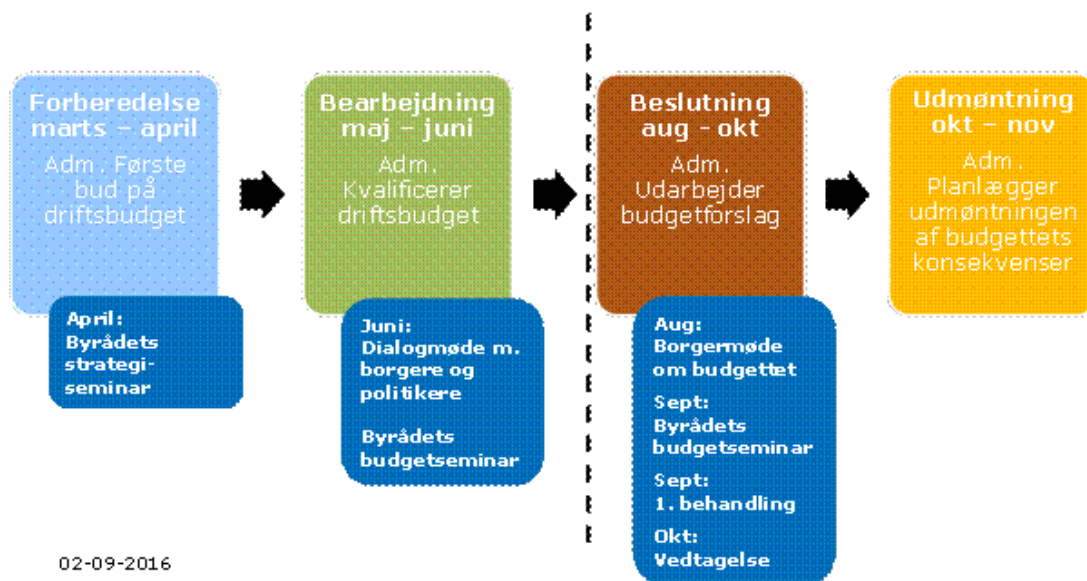 Forberedelse
marts – april
Adm. Første
bud på
driftsbudget
April:
Byrådets
strategi-
seminar
Bearbejdning
maj – juni
Adm.
Kvalificerer
driftsbudget
Juni:
Dialogmøde m.
borgere og
politikere
Byrådets
budgetseminar
Beslutning
aug - okt
Adm.
Udarbejder
budgetforslag
Aug:
Borgermøde
om budgettet
Sept:
Byrådets
budgetseminar
Sept:
1. behandling
Okt:
Vedtagelse
Udmøntning
okt – nov
Adm.
Planlægger
udmøntningen
af budgettets
konsekvenser
02-09-2016